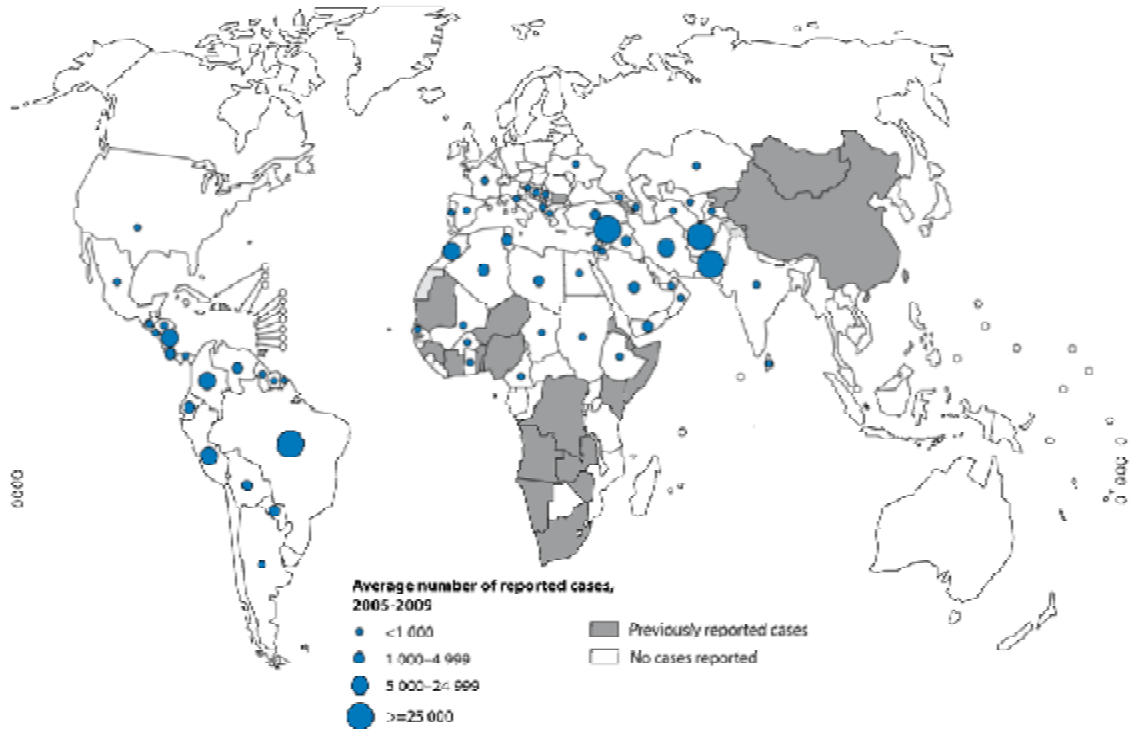 Average number of reported cases,
2005-2009
<1 000
1 000–4 999
5 000–24 999
>=25 000
Previously reported cases
No cases reported